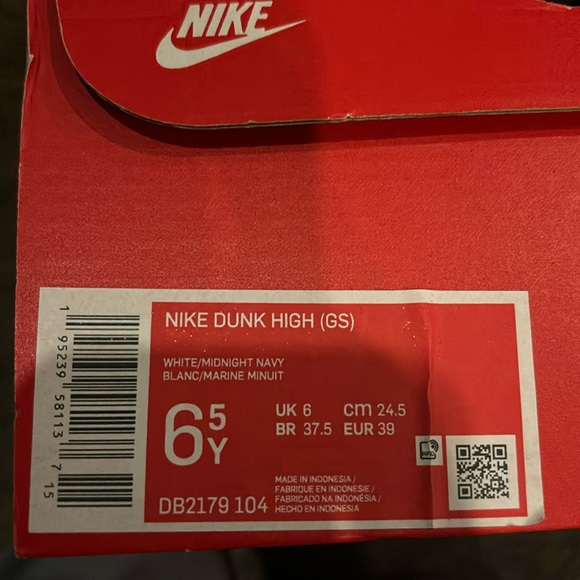 NIKE
NIKE DUNK HIGH (GS)
WHITE/MIDNIGHT NAVY
BLANC/MARINE MINUIT
6⁵Y
UK 6 cm 24.5
BR 37.5 EUR 39
MADE IN INDONESIA /
FABRIQUE EN INDONESIE /
FABRICADO NA INDONÉSIA /
HECHO EN INDONESIA
DB2179 104
1 95239 58113 7 15